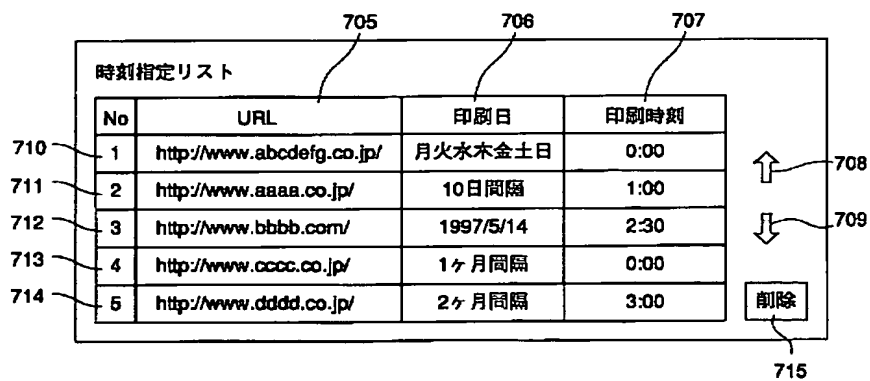 705 706 707
時刻指定リスト
No URL 印刷日 印刷時刻
710 1 http://www.abcdefg.co.jp/ 月火水木金土日 0:00
708
711 2 http://www.aaaa.co.jp/ 10日間隔 1:00
712 3 http://www.bbbb.com/ 1997/5/14 2:30
709
713 4 http://www.cccc.co.jp/ 1ヶ月間隔 0:00
714 5 http://www.dddd.co.jp/ 2ヶ月間隔 3:00
削除
715